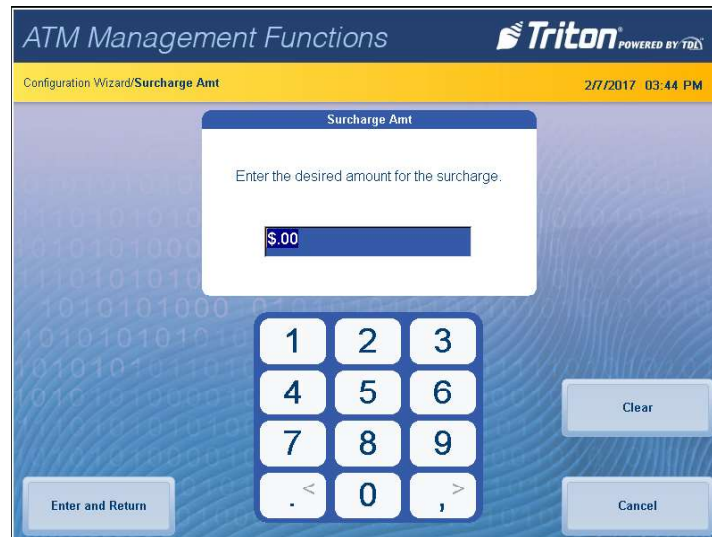 ATM Management Functions
Triton POWERED BY TDL
Configuration Wizard/Surcharge Amt
2/7/2017 03:44 PM
Surcharge Amt
Enter the desired amount for the surcharge.
$.00
1 2 3
4 5 6
7 8 9
. < 0 , >
Clear
Enter and Return
Cancel